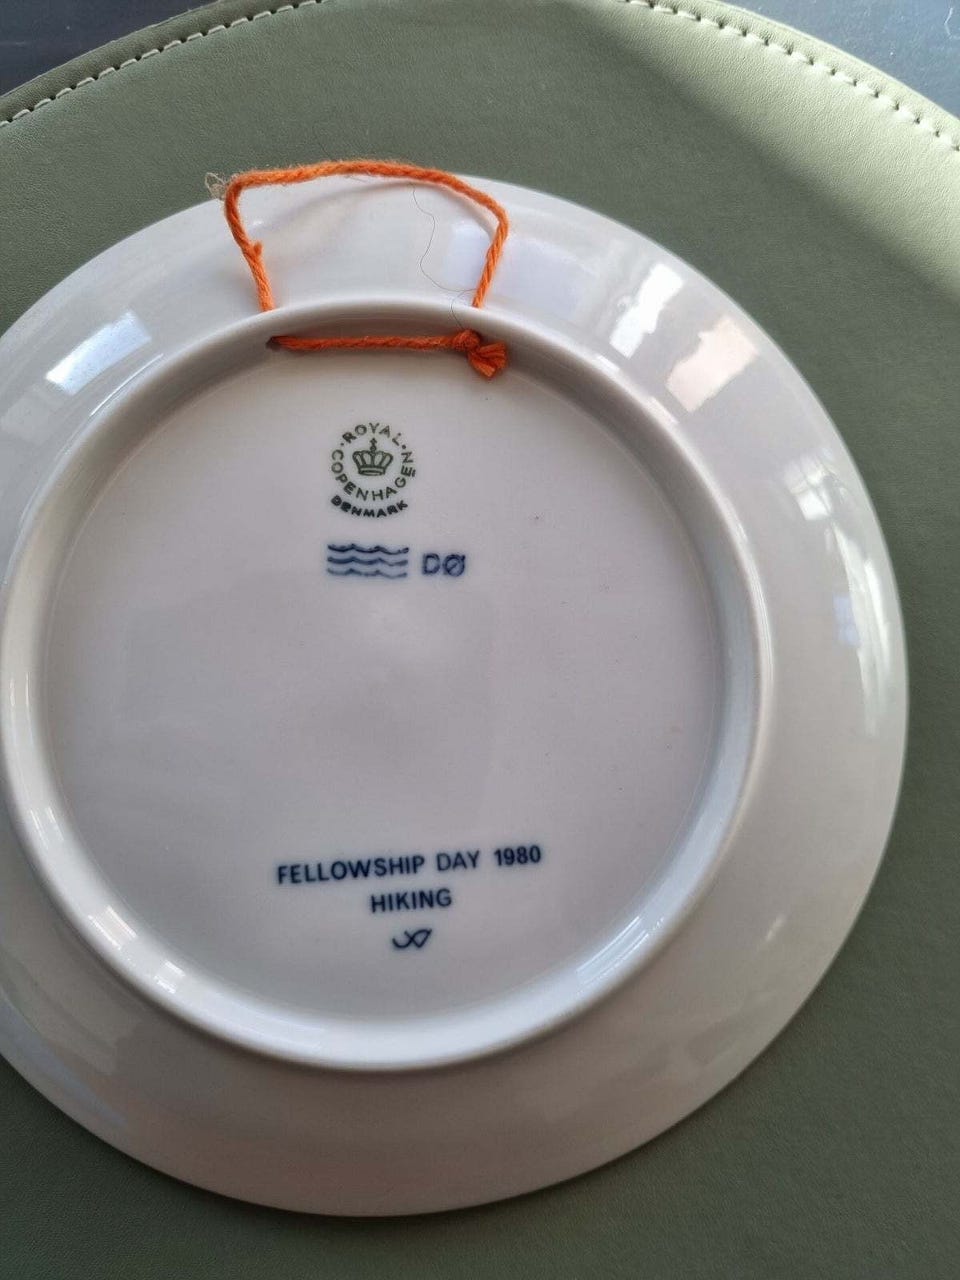 ROYAL
COPENHAGEN
DENMARK
DØ
FELLOWSHIP DAY 1980
HIKING